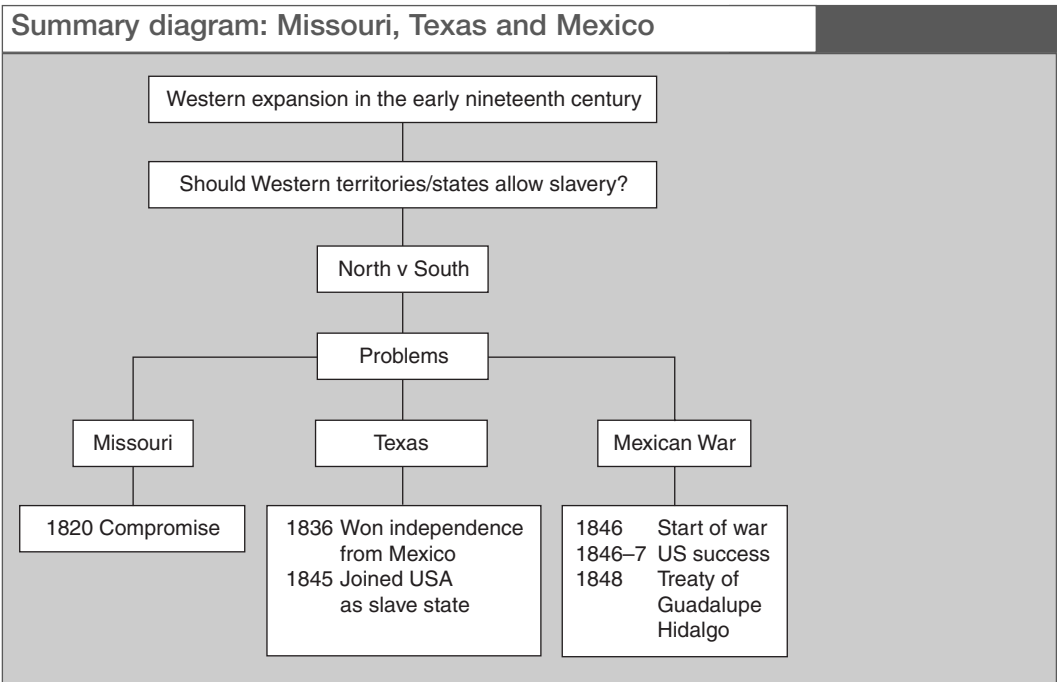 Summary diagram: Missouri, Texas and Mexico
Western expansion in the early nineteenth century
Should Western territories/states allow slavery?
North v South
Problems
Missouri
Texas
Mexican War
1820 Compromise
1836 Won independence
from Mexico
1845 Joined USA
as slave state
1846 Start of war
1846–7 US success
1848 Treaty of
Guadalupe
Hidalgo